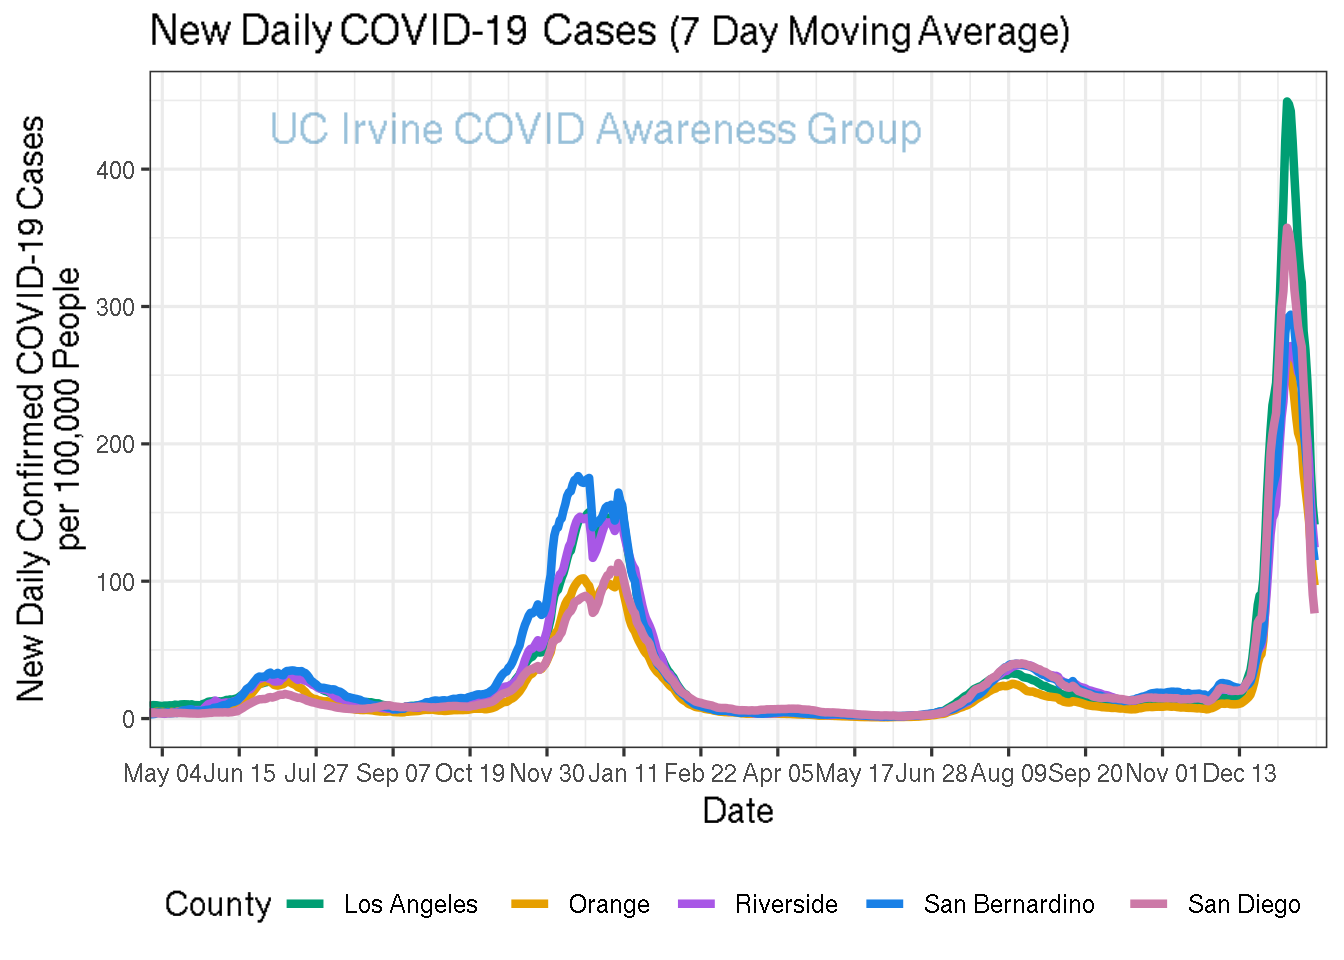 New Daily COVID-19 Cases (7 Day Moving Average)
UC Irvine COVID Awareness Group
New Daily Confirmed COVID-19 Cases
per 100,000 People
400
300
200
100
0
May 04 Jun 15 Jul 27 Sep 07 Oct 19 Nov 30 Jan 11 Feb 22 Apr 05 May 17 Jun 28 Aug 09 Sep 20 Nov 01 Dec 13
Date
County Los Angeles Orange Riverside San Bernardino San Diego